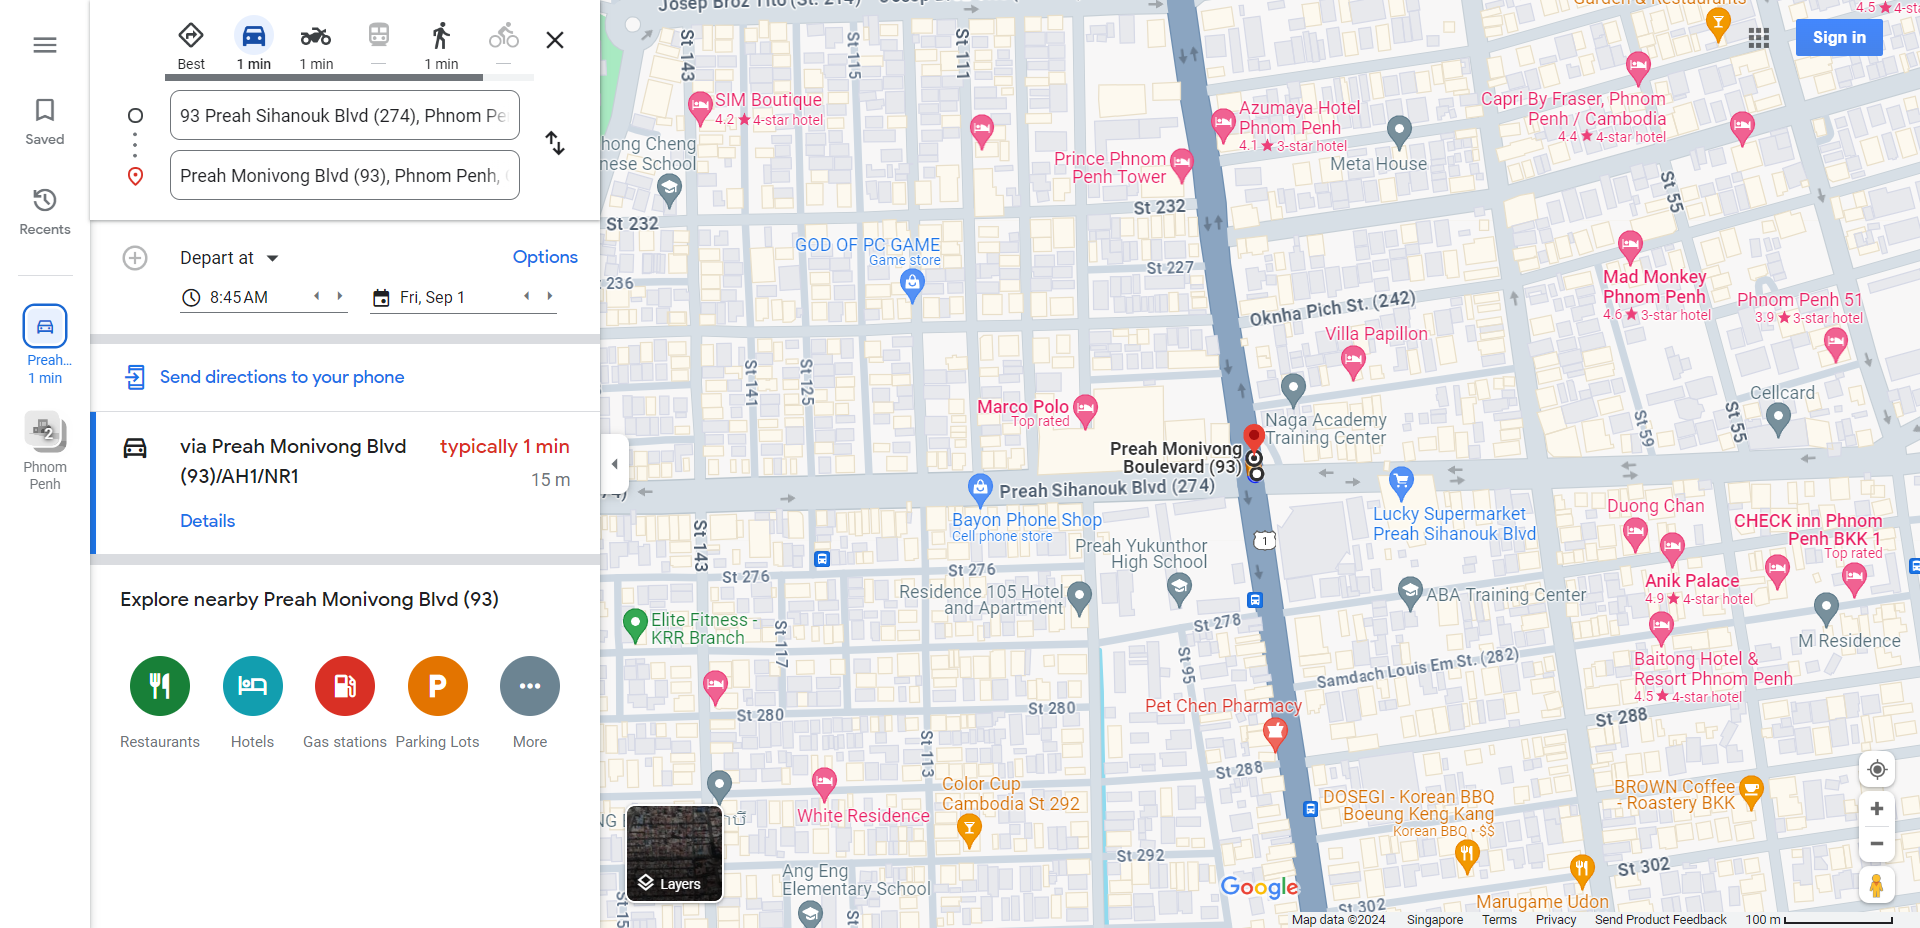 Saved
Recents
Preah...
1 min
2
Phnom
Penh
Best
1 min
1 min
—
1 min
—
93 Preah Sihanouk Blvd (274), Phnom Pe
Preah Monivong Blvd (93), Phnom Penh,
Depart at
Options
8:45 AM
Fri, Sep 1
Send directions to your phone
via Preah Monivong Blvd
(93)/AH1/NR1
typically 1 min
15 m
Details
Explore nearby Preah Monivong Blvd (93)
P
Restaurants
Hotels
Gas stations
Parking Lots
More
Sign in
4.5
4-st
St 143
St 115
St 111
SIM Boutique
4.2 ★ 4-star hotel
hong Cheng
nese School
Azumaya Hotel
Phnom Penh
4.1 ★ 3-star hotel
Meta House
Capri By Fraser, Phnom
Penh / Cambodia
4.4 ★ 4-star hotel
Prince Phnom
Penh Tower
St 55
St 232
St 232
GOD OF PC GAME
Game store
St 227
236
Mad Monkey
Phnom Penh
4.6 ★ 3-star hotel
Oknha Pich St. (242)
Phnom Penh 51
3.9 ★ 3-star hotel
Villa Papillon
St 141
St 125
Cellcard
Marco Polo
Top rated
Naga Academy
Training Center
St 59
St 55
Preah Monivong
Boulevard (93)
Preah Sihanouk Blvd (274)
Bayon Phone Shop
Cell phone store
Lucky Supermarket
Preah Sihanouk Blvd
Duong Chan
CHECK inn Phnom
Penh BKK 1
Top rated
St 143
1
Preah Yukunthor
High School
St 276
St 276
Residence 105 Hotel
and Apartment
ABA Training Center
Anik Palace
4.9 ★ 4-star hotel
Elite Fitness -
KRR Branch
St 117
St 278
M Residence
St 95
Samdach Louis Em St. (282)
Baitong Hotel &
Resort Phnom Penh
4.5 ★ 4-star hotel
St 280
St 280
Pet Chen Pharmacy
St 288
St 113
St 288
Color Cup
Cambodia St 292
White Residence
DOSEGI - Korean BBQ
Boeung Keng Kang
Korean BBQ • $$
BROWN Coffee
- Roastery BKK
St 292
St 302
Ang Eng
Elementary School
Layers
Google
Marugame Udon
St 302
Map data ©2024
Singapore
Terms
Privacy
Send Product Feedback
100 m